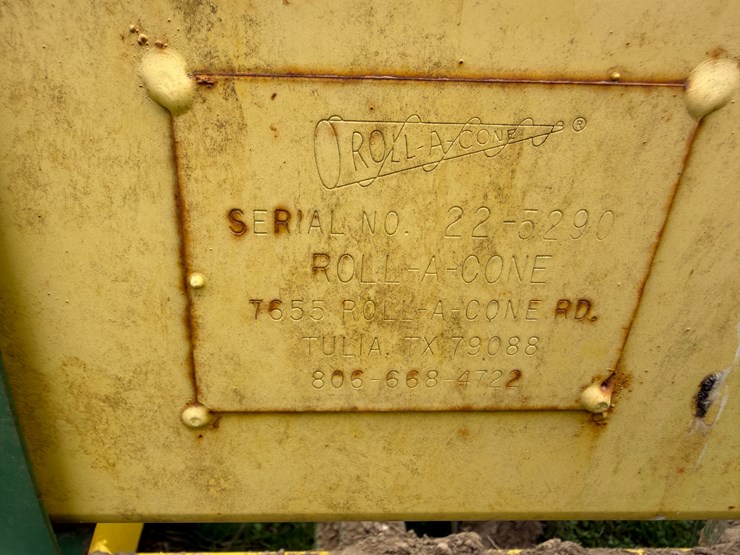 ROLL-A-CONE ®
SERIAL NO. 22-5290
ROLL-A-CONE
7655 ROLL-A-CONE RD.
TULIA, TX 79088
806-668-4722